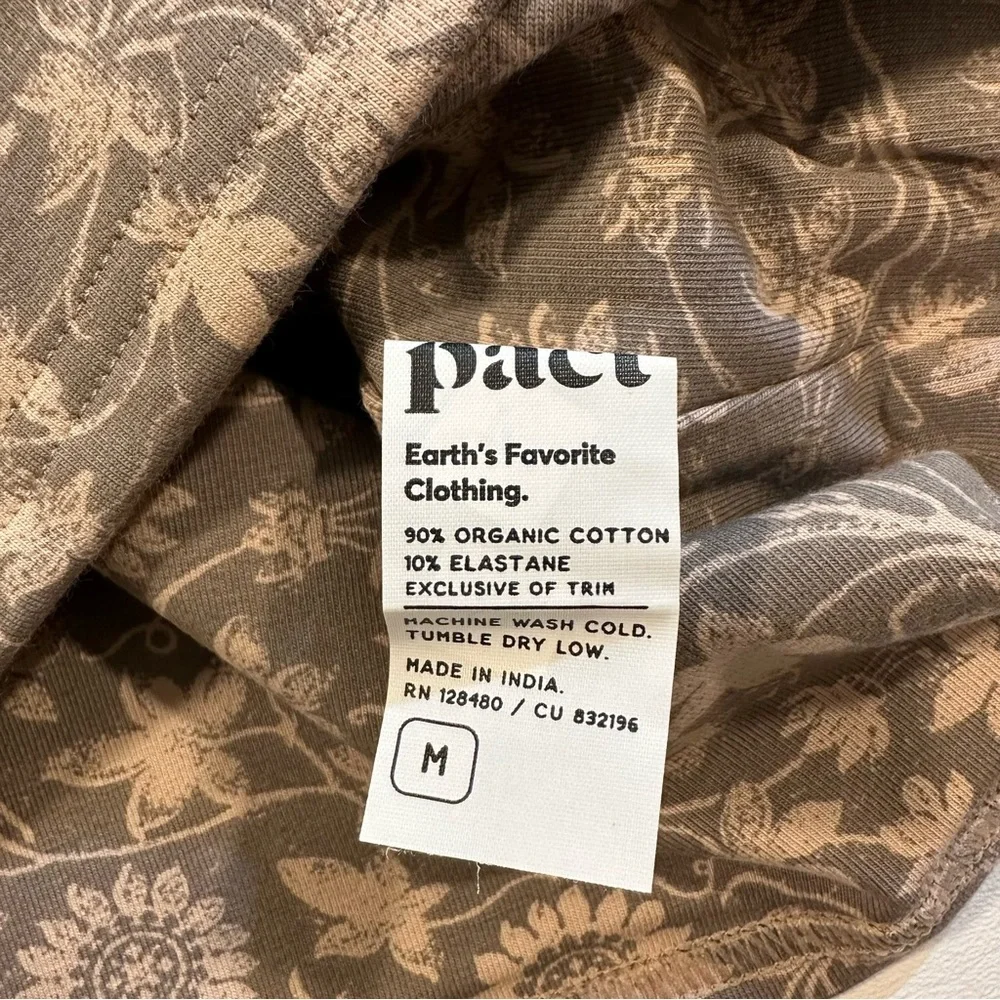 pact
Earth's Favorite
Clothing.
90% ORGANIC COTTON
10% ELASTANE
EXCLUSIVE OF TRIM
MACHINE WASH COLD.
TUMBLE DRY LOW.
MADE IN INDIA.
RN 128480 / CU 832196
M